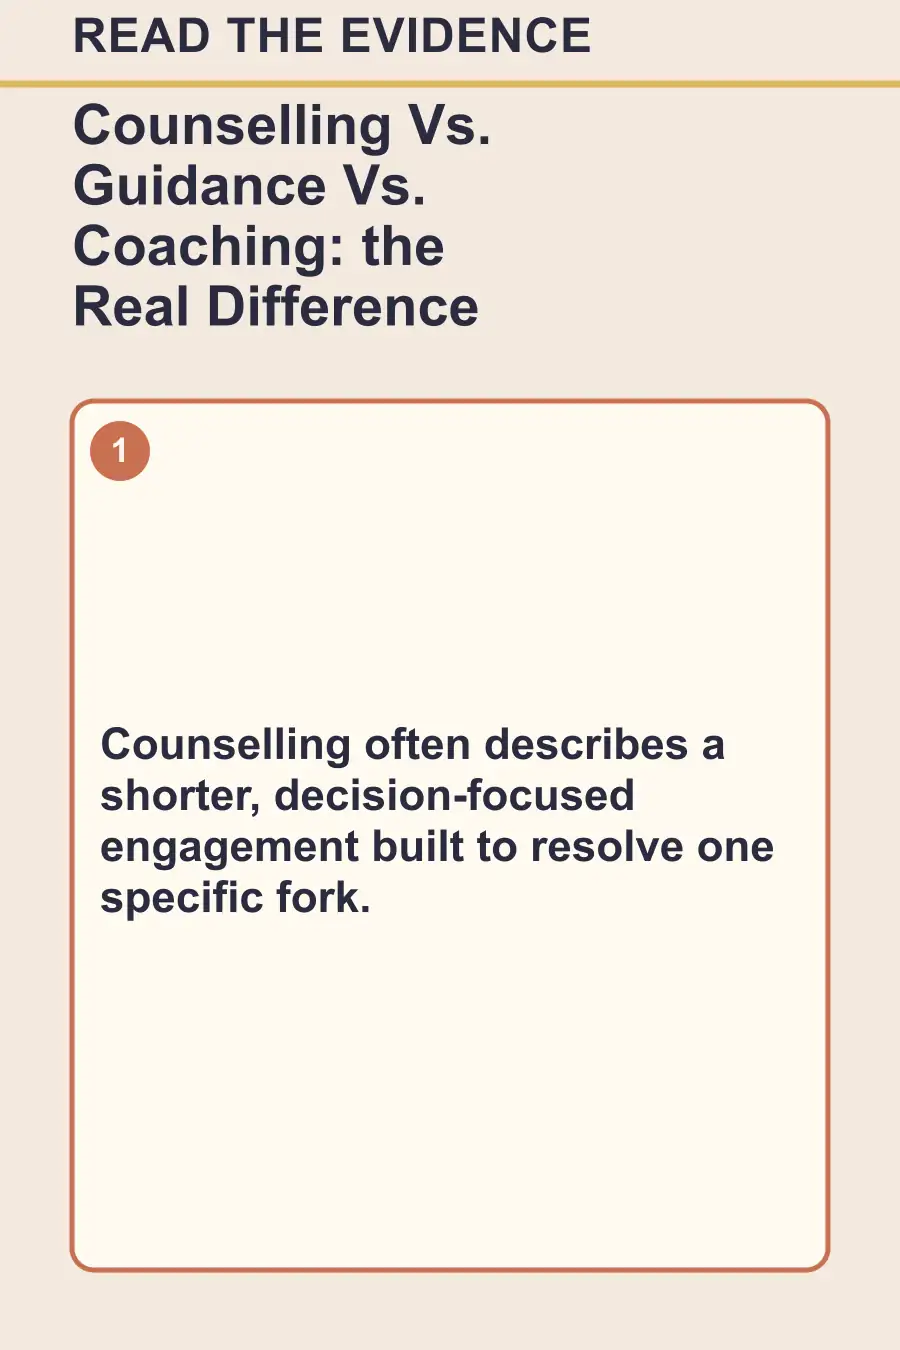 READ THE EVIDENCE
Counselling Vs.
Guidance Vs.
Coaching: the
Real Difference
1
Counselling often describes a
shorter, decision-focused
engagement built to resolve one
specific fork.